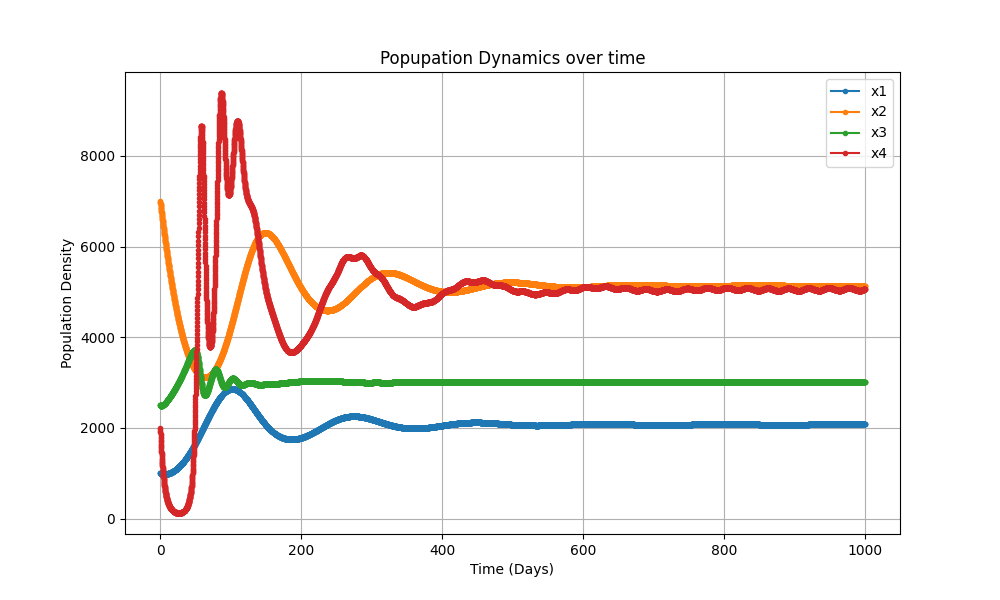 Popupation Dynamics over time
x1
x2
x3
x4
Population Density
8000
6000
4000
2000
0
0 200 400 600 800 1000
Time (Days)